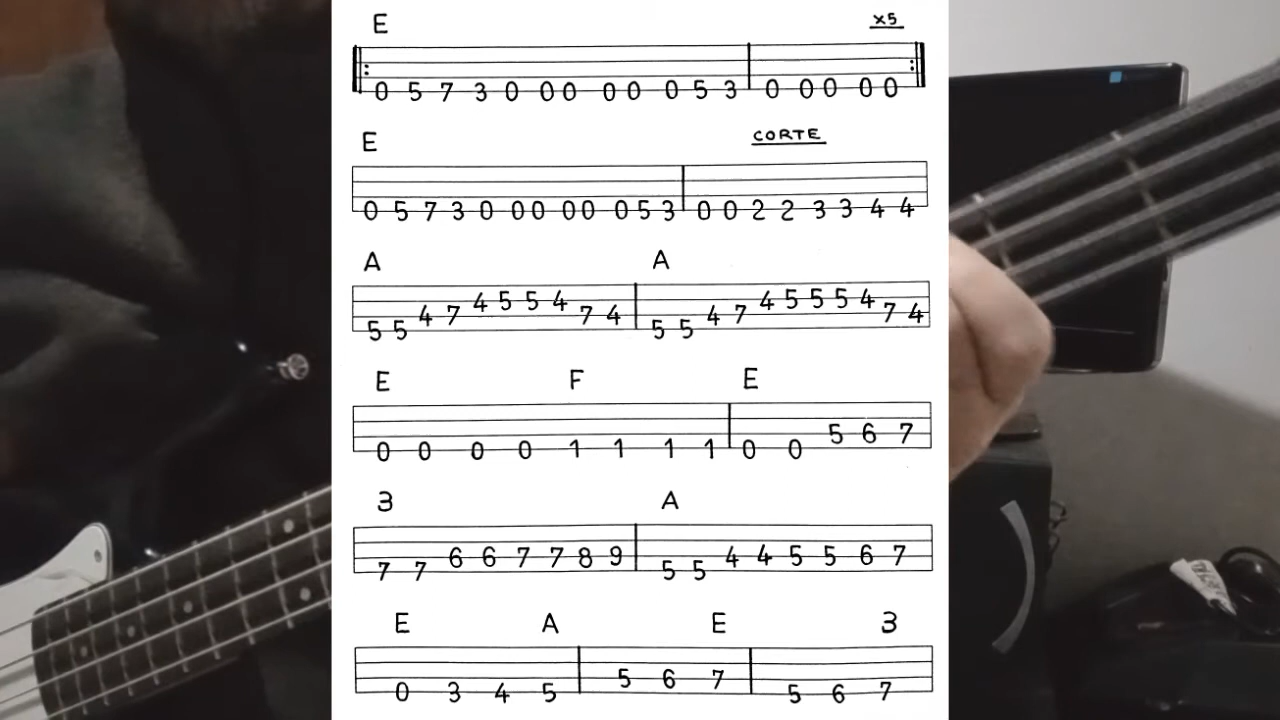 E x5
0 5 7 3 0 0 0 0 0 0 5 3 0 0 0 0 0
E CORTE
0 5 7 3 0 0 0 0 0 0 5 3 0 0 2 2 3 3 4 4
A A
5 5 4 7 4 5 5 4 7 4 5 5 4 7 4 5 5 5 4 7 4
E F E
0 0 0 0 1 1 1 1 0 0 5 6 7
B A
7 7 6 6 7 7 8 9 5 5 4 4 5 5 6 7
E A E B
0 3 4 5 5 6 7 5 6 7